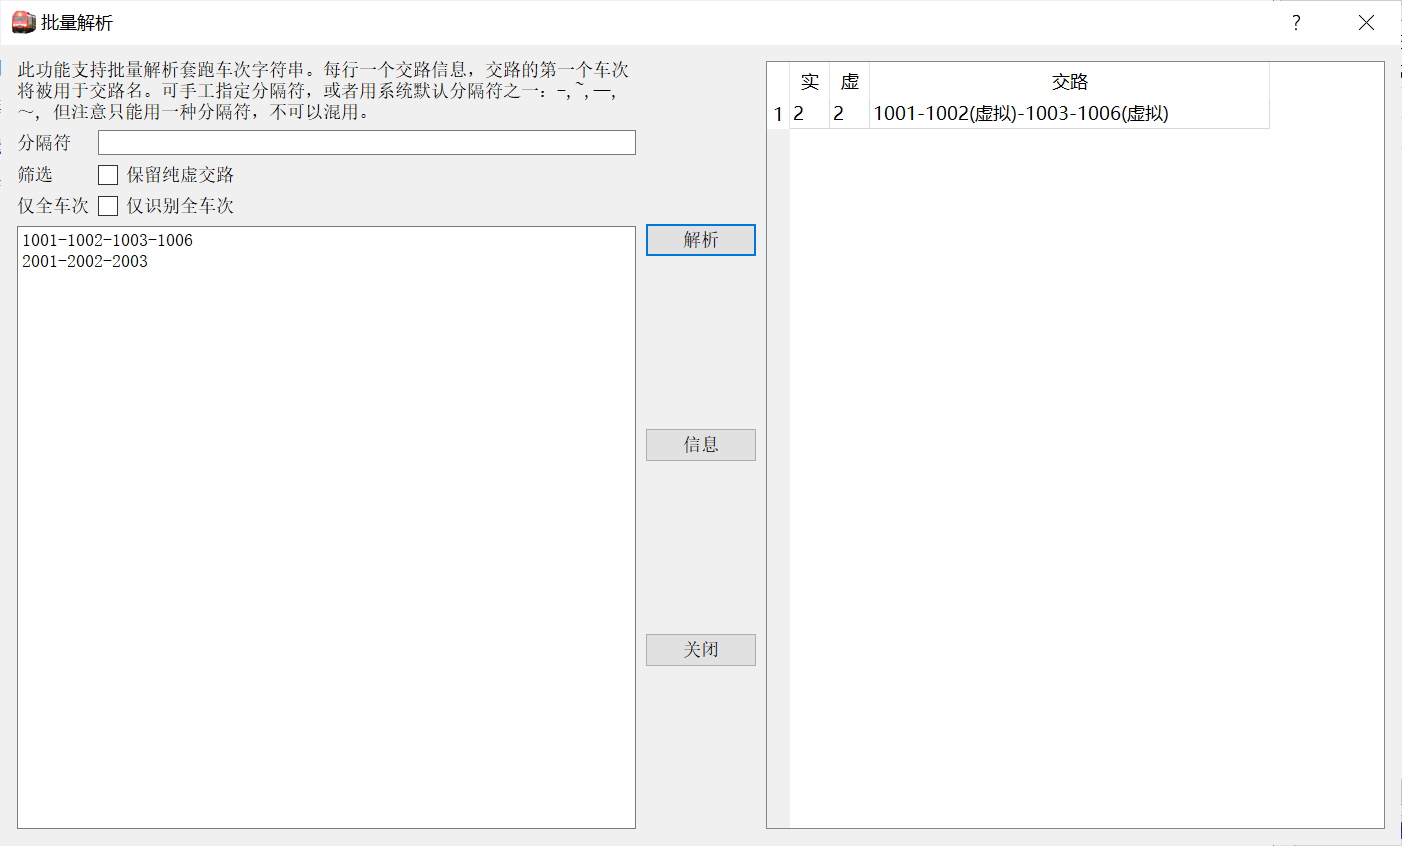 批量解析
?
此功能支持批量解析套跑车次字符串。每行一个交路信息，交路的第一个车次
将被用于交路名。可手工指定分隔符，或者用系统默认分隔符之一：-,~,—,
～，但注意只能用一种分隔符，不可以混用。
分隔符
筛选 保留纯虚交路
仅全车次 仅识别全车次
1001-1002-1003-1006
2001-2002-2003
解析
信息
关闭
实 虚 交路
1 2 2 1001-1002(虚拟)-1003-1006(虚拟)